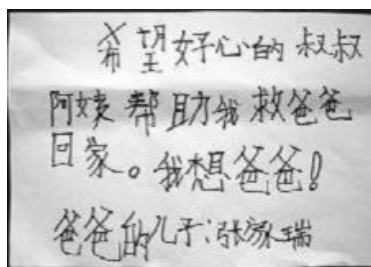 希望好心的叔叔
阿姨帮助我救爸爸
回家。我想爸爸!
爸爸的儿子:张家瑞